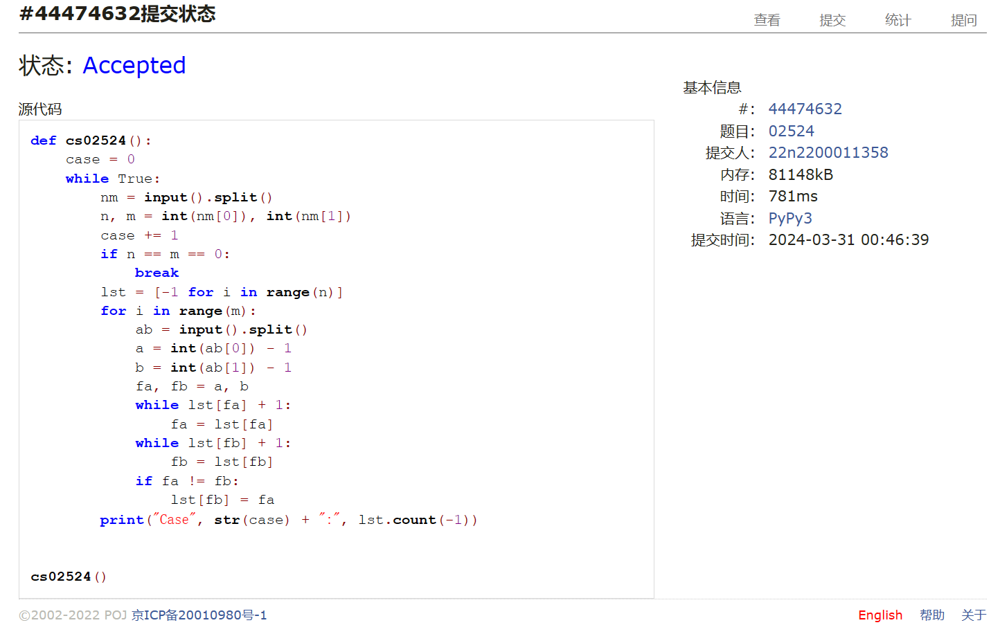 #44474632提交状态
查看 提交 统计 提问
状态: Accepted
源代码
def cs02524():
    case = 0
    while True:
        nm = input().split()
        n, m = int(nm[0]), int(nm[1])
        case += 1
        if n == m == 0:
            break
        lst = [-1 for i in range(n)]
        for i in range(m):
            ab = input().split()
            a = int(ab[0]) - 1
            b = int(ab[1]) - 1
            fa, fb = a, b
            while lst[fa] + 1:
                fa = lst[fa]
            while lst[fb] + 1:
                fb = lst[fb]
            if fa != fb:
                lst[fb] = fa
        print("Case", str(case) + ":", lst.count(-1))
cs02524()
基本信息
#: 44474632
题目: 02524
提交人: 22n2200011358
内存: 81148kB
时间: 781ms
语言: PyPy3
提交时间: 2024-03-31 00:46:39
©2002-2022 POJ 京ICP备20010980号-1
English 帮助 关于